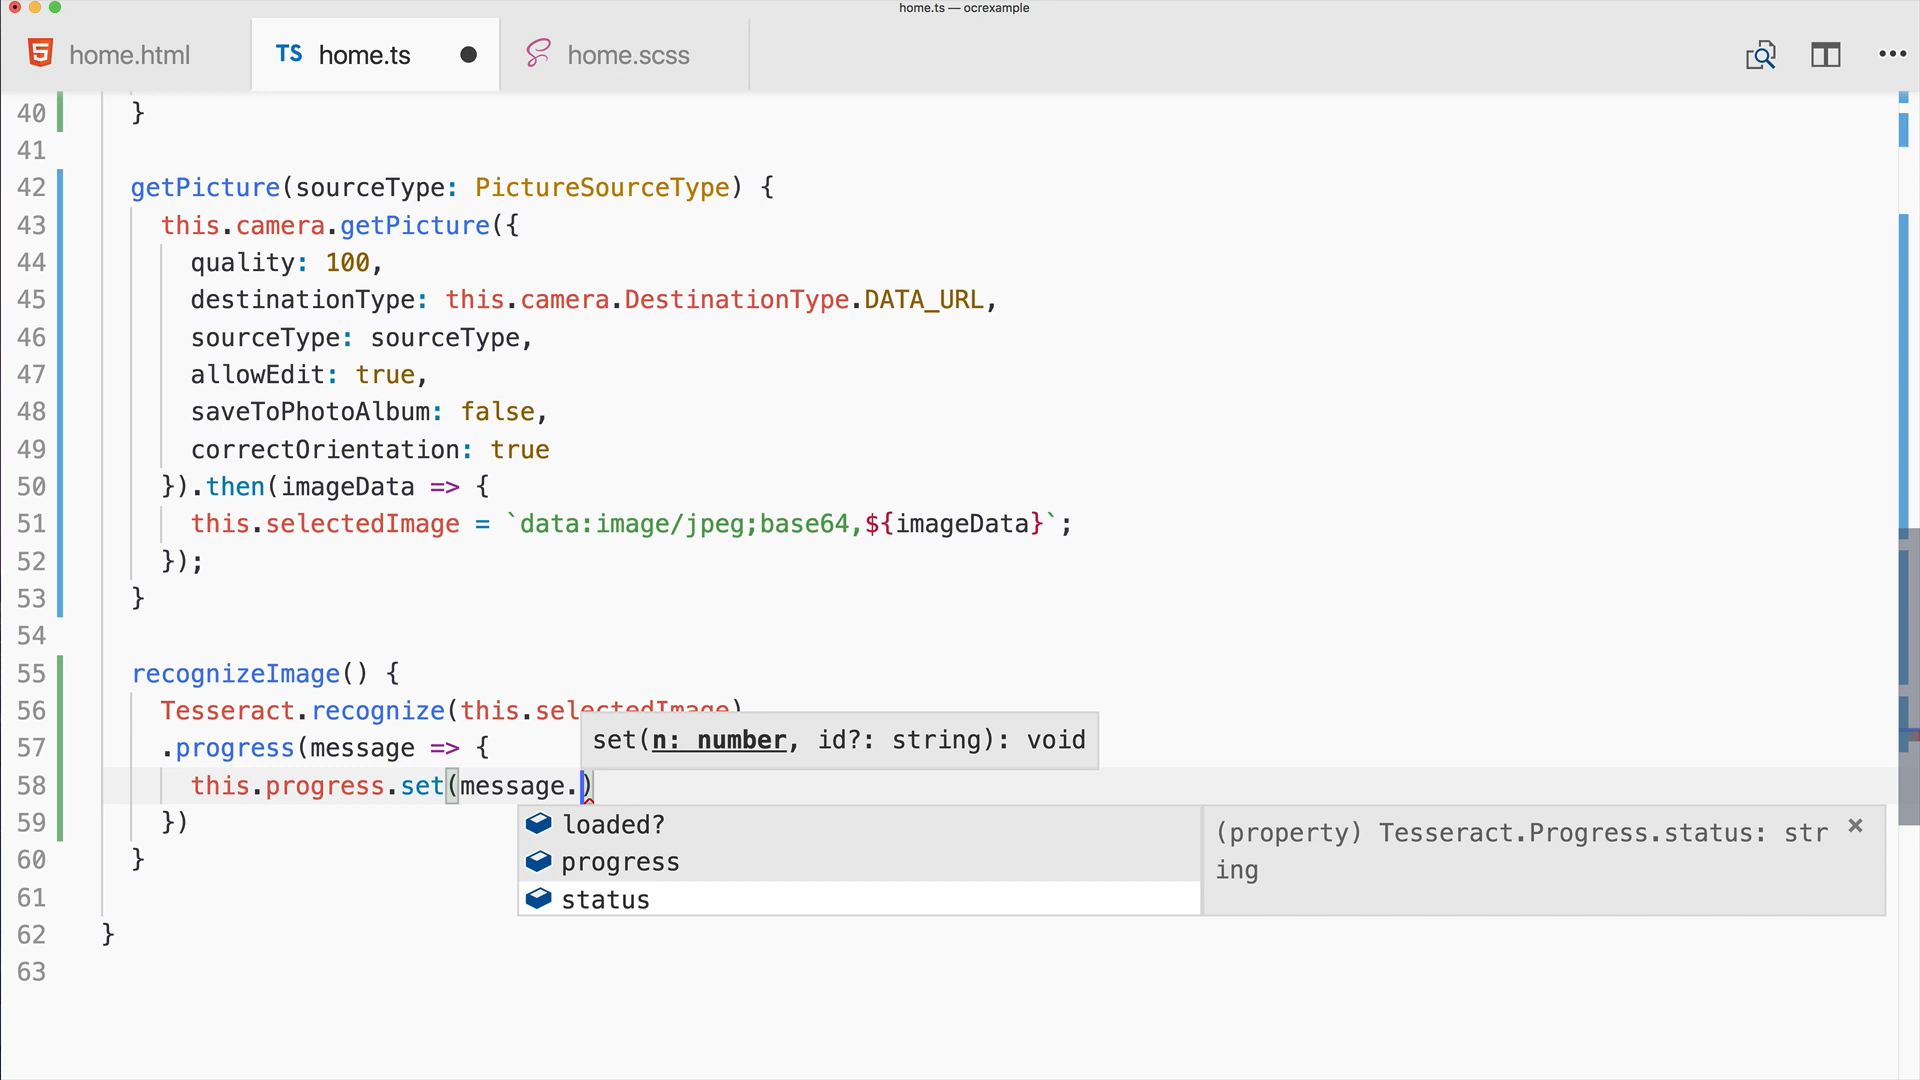 home.ts — ocrexample
home.html
TS home.ts
home.scss
40 }
41
42 getPicture(sourceType: PictureSourceType) {
43 this.camera.getPicture({
44 quality: 100,
45 destinationType: this.camera.DestinationType.DATA_URL,
46 sourceType: sourceType,
47 allowEdit: true,
48 saveToPhotoAlbum: false,
49 correctOrientation: true
50 }).then(imageData => {
51 this.selectedImage = `data:image/jpeg;base64,${imageData}`;
52 });
53 }
54
55 recognizeImage() {
56 Tesseract.recognize(this.selectedImage)
57 .progress(message => {
set(n: number, id?: string): void
58 this.progress.set(message.)
59 })
loaded?
progress
status
(property) Tesseract.Progress.status: str
ing
60 }
61
62 }
63